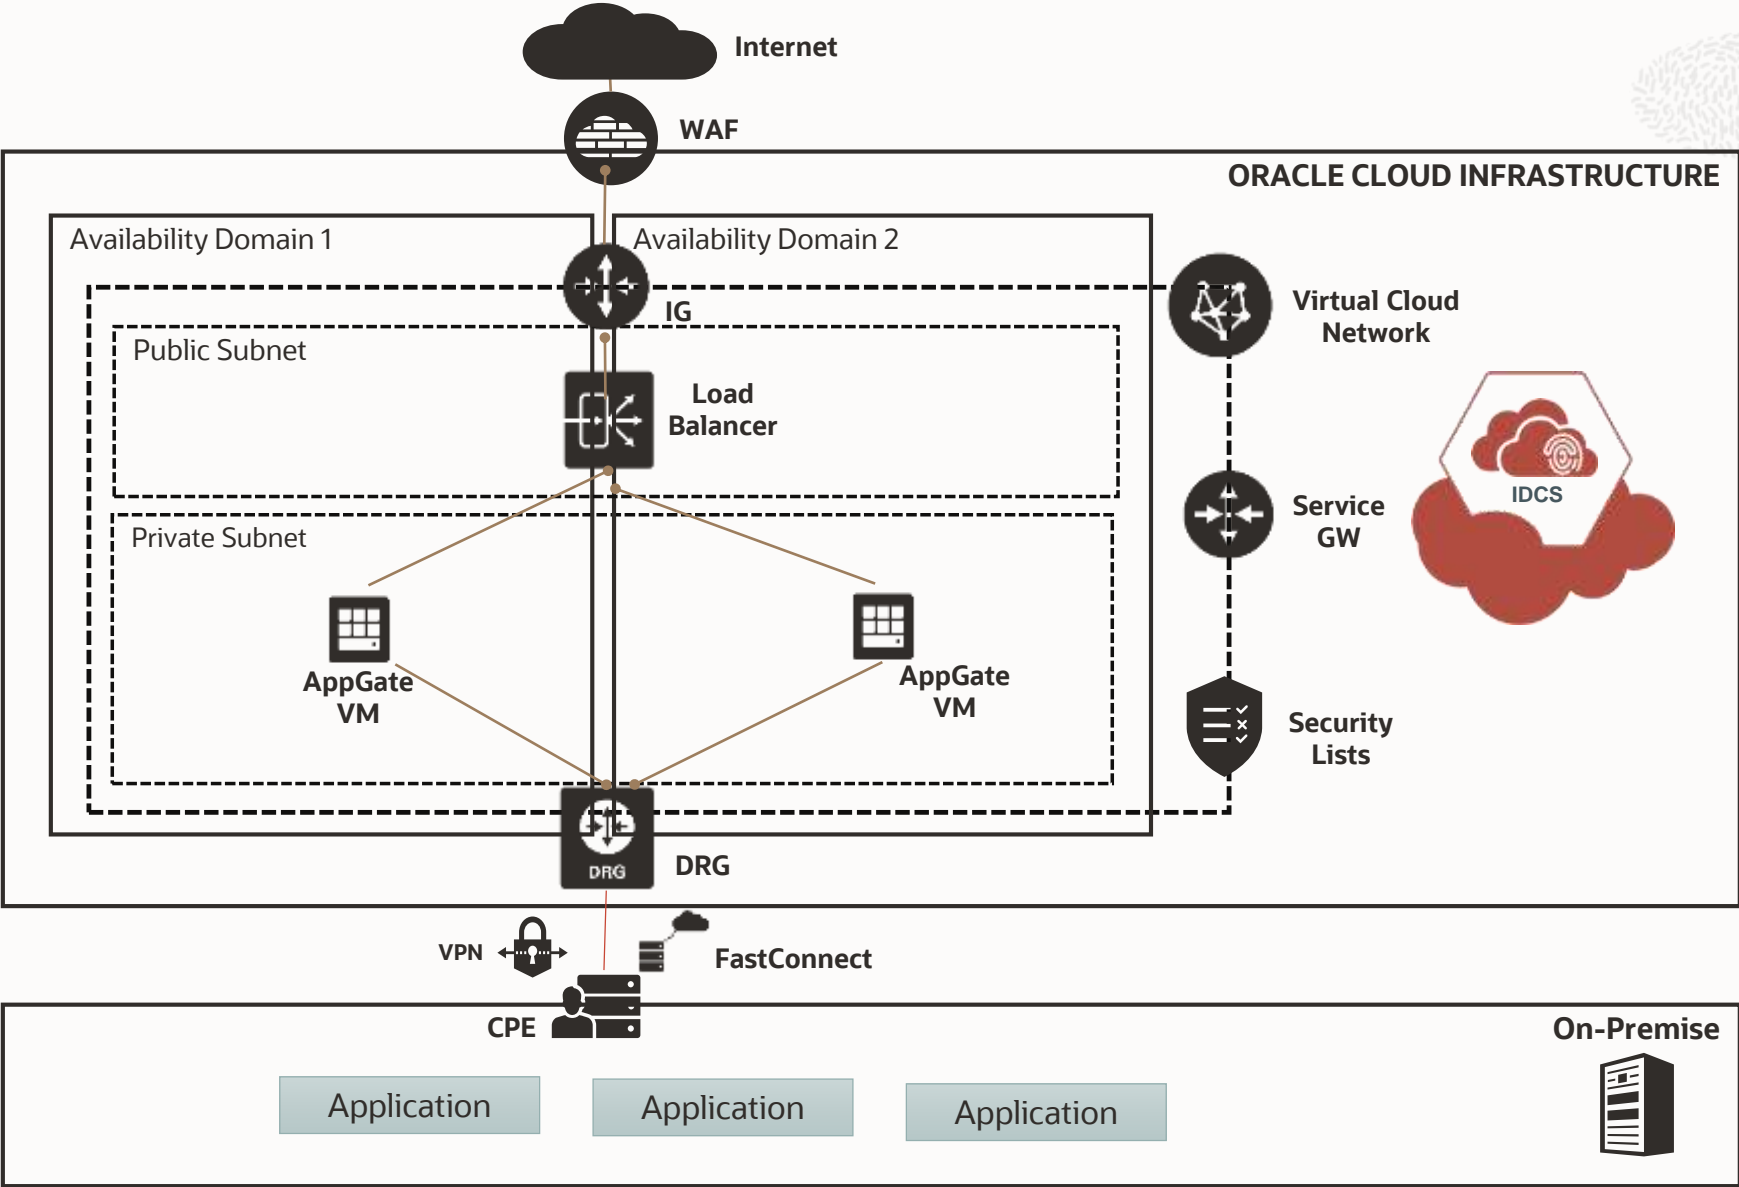 Internet
WAF
ORACLE CLOUD INFRASTRUCTURE
Availability Domain 1
Availability Domain 2
IG
Virtual Cloud
Network
Public Subnet
Load
Balancer
IDCS
Service
GW
Private Subnet
AppGate
VM
AppGate
VM
Security
Lists
DRG
DRG
VPN
FastConnect
CPE
On-Premise
Application
Application
Application